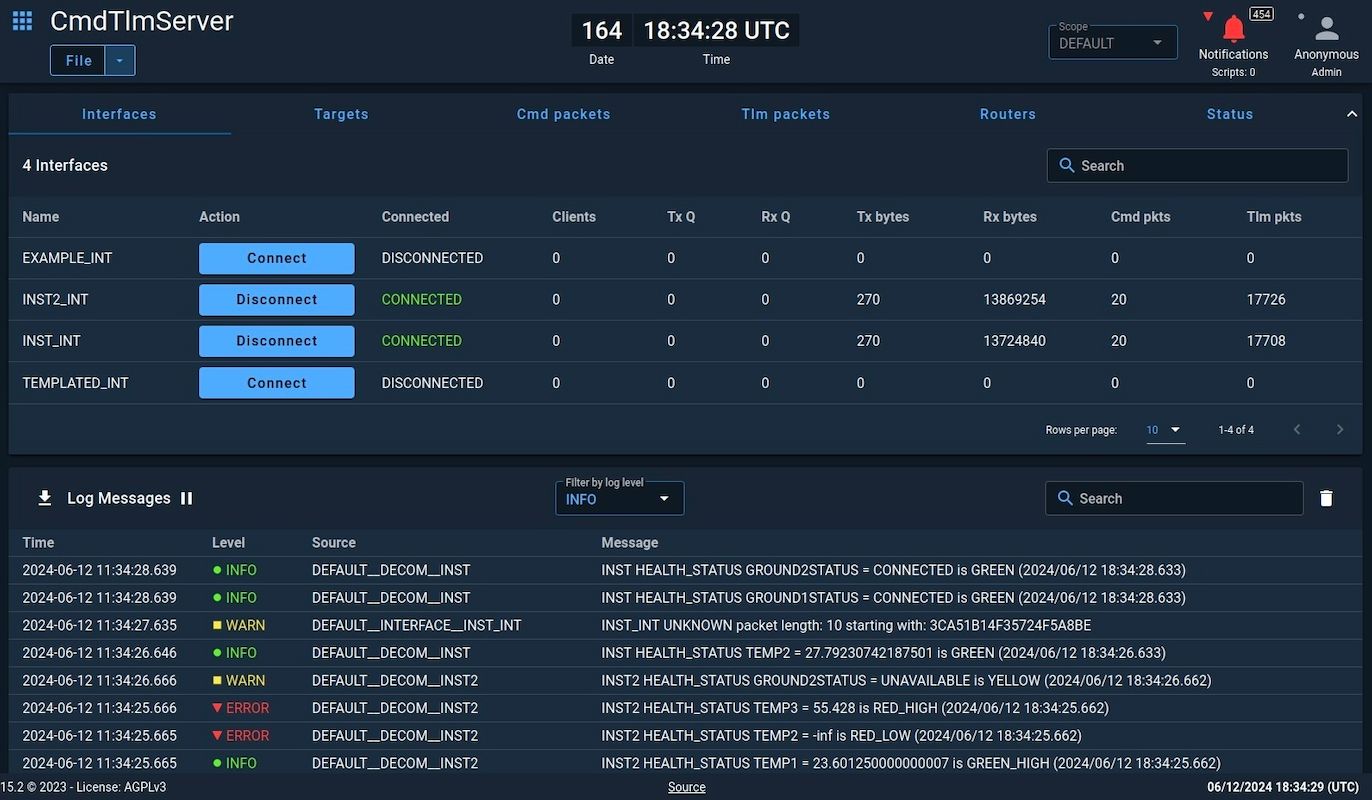 CmdTlmServer
File
164 18:34:28 UTC
Date Time
Scope
DEFAULT
454
Notifications
Scripts: 0
Anonymous
Admin
Interfaces Targets Cmd packets Tlm packets Routers Status
4 Interfaces Search
Name Action Connected Clients Tx Q Rx Q Tx bytes Rx bytes Cmd pkts Tlm pkts
EXAMPLE_INT Connect DISCONNECTED 0 0 0 0 0 0 0
INST2_INT Disconnect CONNECTED 0 0 0 270 13869254 20 17726
INST_INT Disconnect CONNECTED 0 0 0 270 13724840 20 17708
TEMPLATED_INT Connect DISCONNECTED 0 0 0 0 0 0 0
Rows per page: 10 1-4 of 4
Log Messages
Filter by log level
INFO
Search
Time Level Source Message
2024-06-12 11:34:28.639 INFO DEFAULT__DECOM__INST INST HEALTH_STATUS GROUND2STATUS = CONNECTED is GREEN (2024/06/12 18:34:28.633)
2024-06-12 11:34:28.639 INFO DEFAULT__DECOM__INST INST HEALTH_STATUS GROUND1STATUS = CONNECTED is GREEN (2024/06/12 18:34:28.633)
2024-06-12 11:34:27.635 WARN DEFAULT__INTERFACE__INST_INT INST_INT UNKNOWN packet length: 10 starting with: 3CA51B14F35724F5A8BE
2024-06-12 11:34:26.646 INFO DEFAULT__DECOM__INST INST HEALTH_STATUS TEMP2 = 27.79230742187501 is GREEN (2024/06/12 18:34:26.633)
2024-06-12 11:34:26.666 WARN DEFAULT__DECOM__INST2 INST2 HEALTH_STATUS GROUND2STATUS = UNAVAILABLE is YELLOW (2024/06/12 18:34:26.662)
2024-06-12 11:34:25.666 ERROR DEFAULT__DECOM__INST2 INST2 HEALTH_STATUS TEMP3 = 55.428 is RED_HIGH (2024/06/12 18:34:25.662)
2024-06-12 11:34:25.665 ERROR DEFAULT__DECOM__INST2 INST2 HEALTH_STATUS TEMP2 = -inf is RED_LOW (2024/06/12 18:34:25.662)
2024-06-12 11:34:25.665 INFO DEFAULT__DECOM__INST2 INST2 HEALTH_STATUS TEMP1 = 23.601250000000007 is GREEN_HIGH (2024/06/12 18:34:25.662)
15.2 © 2023 - License: AGPLv3 Source 06/12/2024 18:34:29 (UTC)